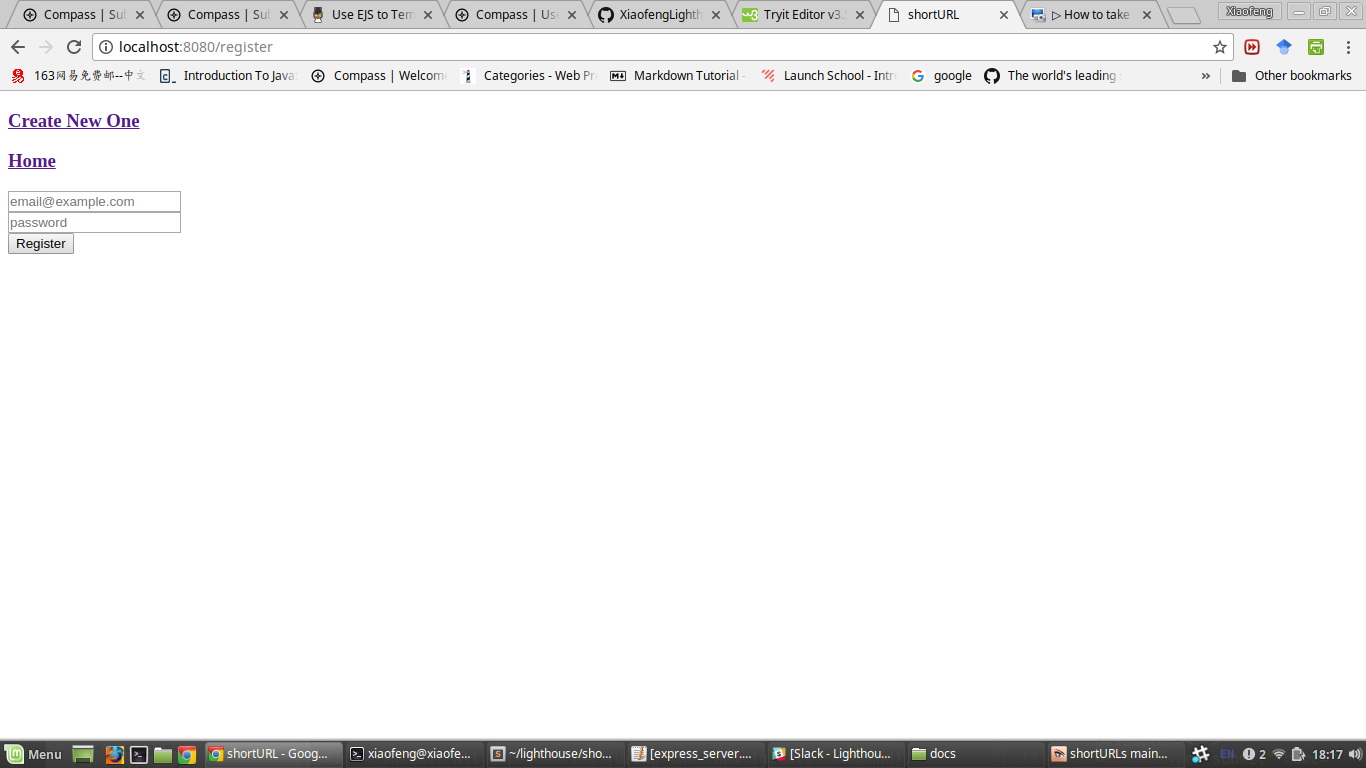 Compass | Sul
Compass | Sul
Use EJS to Tem
Compass | Use
XiaofengLighth
Tryit Editor v3.5
shortURL
▷ How to take
Xiaofeng
localhost:8080/register
163网易免费邮--中文
Introduction To Java
Compass | Welcome
Categories - Web Pr
Markdown Tutorial -
Launch School - Intro
google
The world's leading s
»
Other bookmarks
Create New One
Home
email@example.com
password
Register
Menu
shortURL - Goog...
xiaofeng@xiaofe...
~/lighthouse/sho...
[express_server....
[Slack - Lighthou...
docs
shortURLs main...
EN
2
18:17